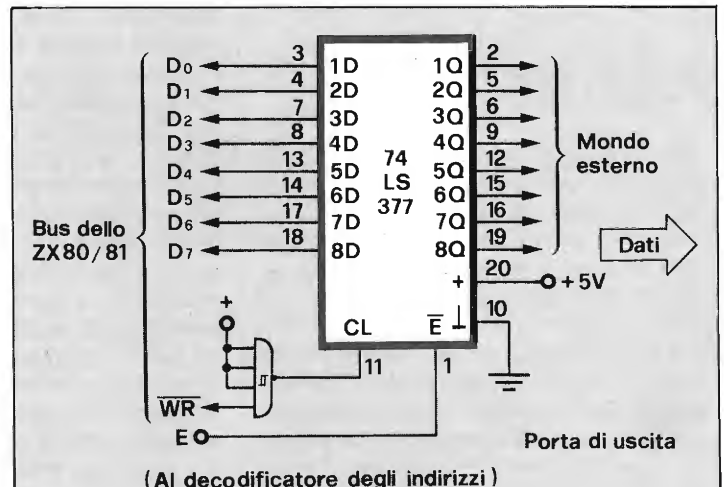 D0 3 1D 1Q 2
D1 4 2D 2Q 5
D2 7 3D 3Q 6
D3 8 4D 4Q 9
D4 13 5D 5Q 12
D5 14 6D 6Q 15
D6 17 7D 7Q 16
D7 18 8D 8Q 19
74
LS
377
Mondo
esterno
Bus dello
ZX80/81
Dati
+ 20 +5V
10
+
CL E̅ ⊥
11 1
W̅R̅
E
Porta di uscita
(Al decodificatore degli indirizzi)